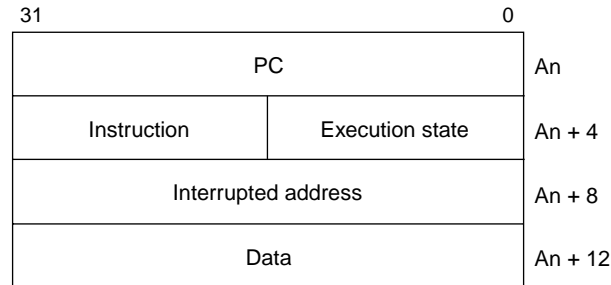 31 0
PC An
Instruction Execution state An + 4
Interrupted address An + 8
Data An + 12